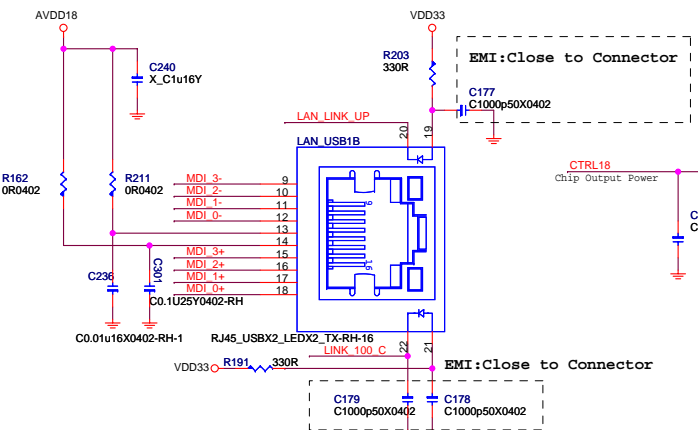 AVDD18
VDD33
C240
X_C1u16Y
R203
330R
EMI:Close to Connector
C177
C1000p50X0402
LAN_LINK_UP
20
19
LAN_USB1B
R162
0R0402
R211
0R0402
MDI_3-
9
MDI_2-
10
MDI_1-
11
MDI_0-
12
13
14
MDI_3+
15
MDI_2+
16
MDI_1+
17
MDI_0+
18
9
16
CTRL18
Chip Output Power
C
C
C236
C301
C0.1U25Y0402-RH
C0.01u16X0402-RH-1
RJ45_USBX2_LEDX2_TX-RH-16
LINK_100_C
22
21
VDD33
R191
330R
EMI:Close to Connector
C179
C1000p50X0402
C178
C1000p50X0402